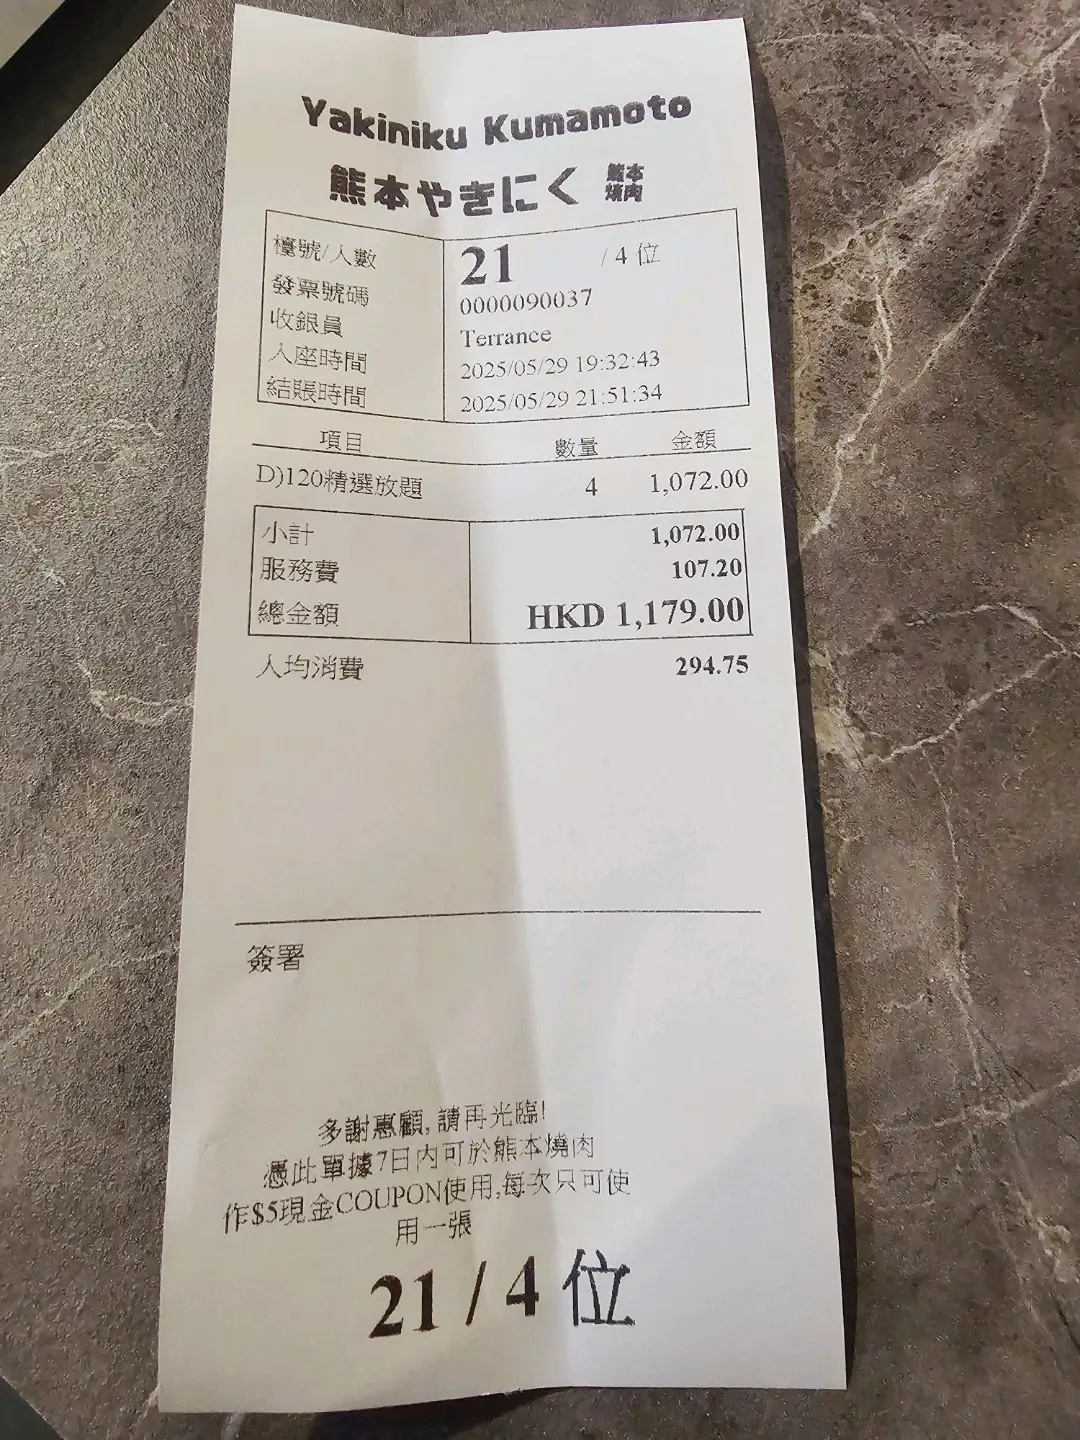 Yakiniku Kumamoto
熊本やきにく 熊本燒肉
檯號/人數 21 /4 位
發票號碼 0000090037
收銀員 Terrance
入座時間 2025/05/29 19:32:43
結賬時間 2025/05/29 21:51:34
項目 數量 金額
D)120精選放題 4 1,072.00
小計 1,072.00
服務費 107.20
總金額 HKD 1,179.00
人均消費 294.75
簽署
多謝惠顧,請再光臨!
憑此單據7日內可於熊本燒肉
作$5現金COUPON使用,每次只可使
用一張
21 / 4 位